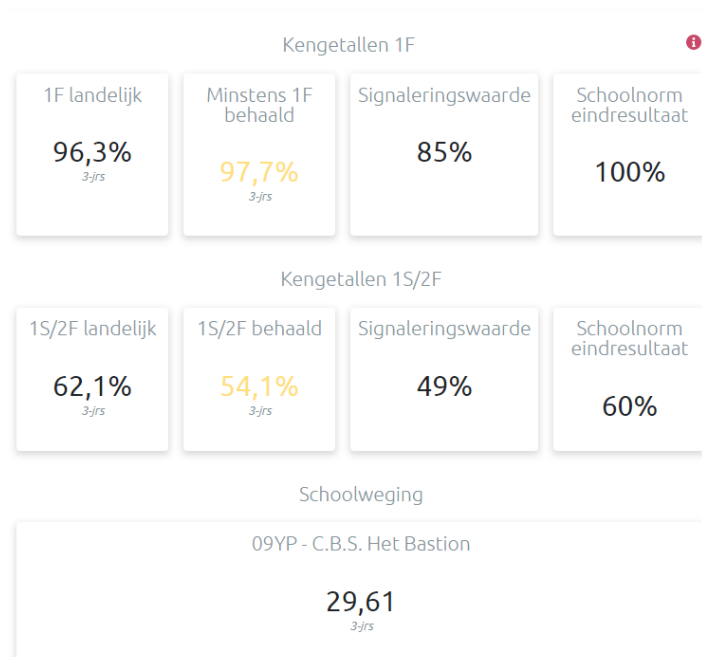 Kengetallen 1F
1F landelijk
96,3%
3-jrs
Minstens 1F
behaald
97,7%
3-jrs
Signaleringswaarde
85%
Schoolnorm
eindresultaat
100%
Kengetallen 1S/2F
1S/2F landelijk
62,1%
3-jrs
1S/2F behaald
54,1%
3-jrs
Signaleringswaarde
49%
Schoolnorm
eindresultaat
60%
Schoolweging
09YP - C.B.S. Het Bastion
29,61
3-jrs